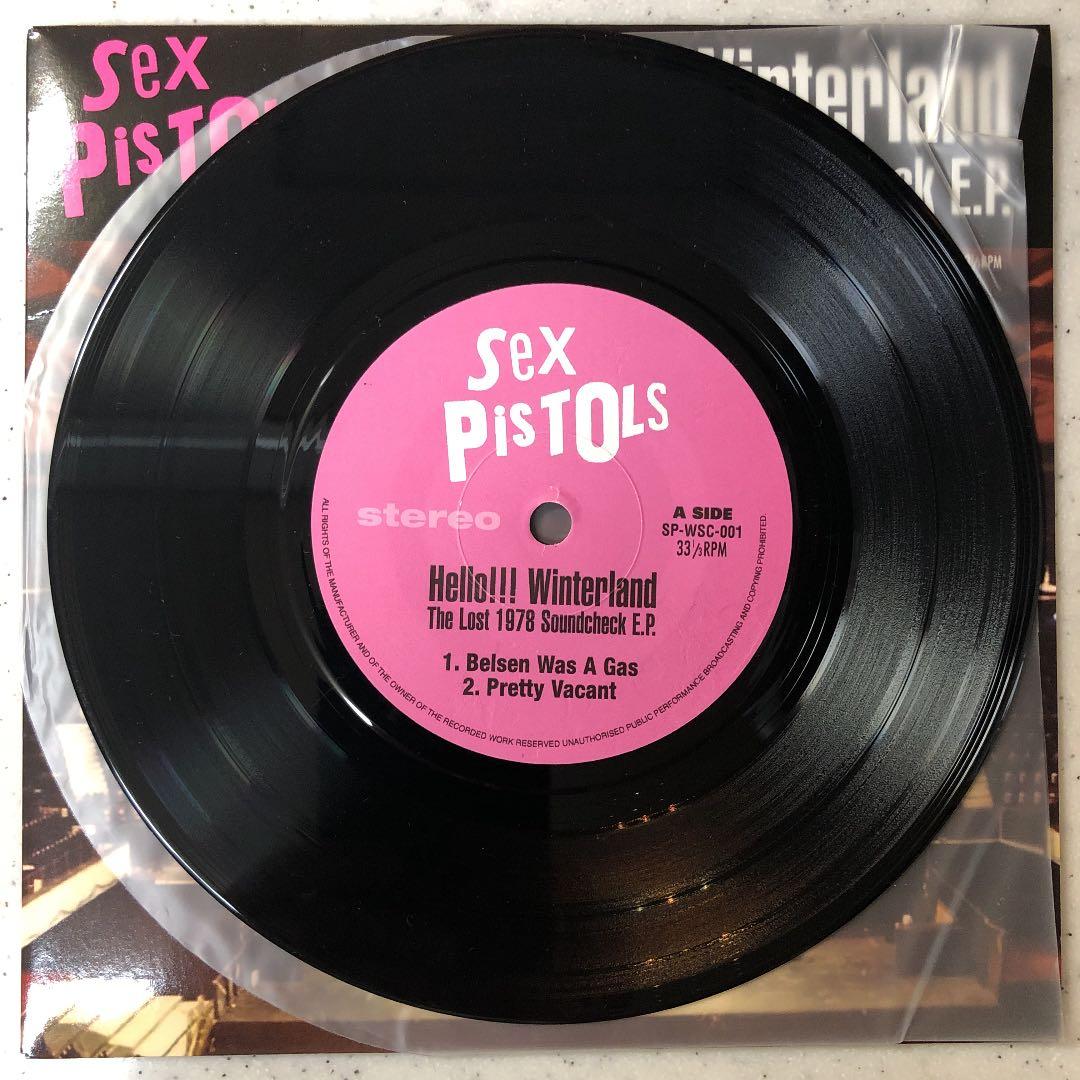 Sex
PisTO
Winterland
ck E.P.
RPM
Sex
PisTOLs
stereo
A SIDE
SP-WSC-001
33⅓RPM
Hello!!! Winterland
The Lost 1978 Soundcheck E.P.
1. Belsen Was A Gas
2. Pretty Vacant
ALL RIGHTS OF THE MANUFACTURER AND OF THE OWNER OF THE RECORDED WORK RESERVED UNAUTHORISED PUBLIC PERFORMANCE BROADCASTING AND COPYING PROHIBITED.